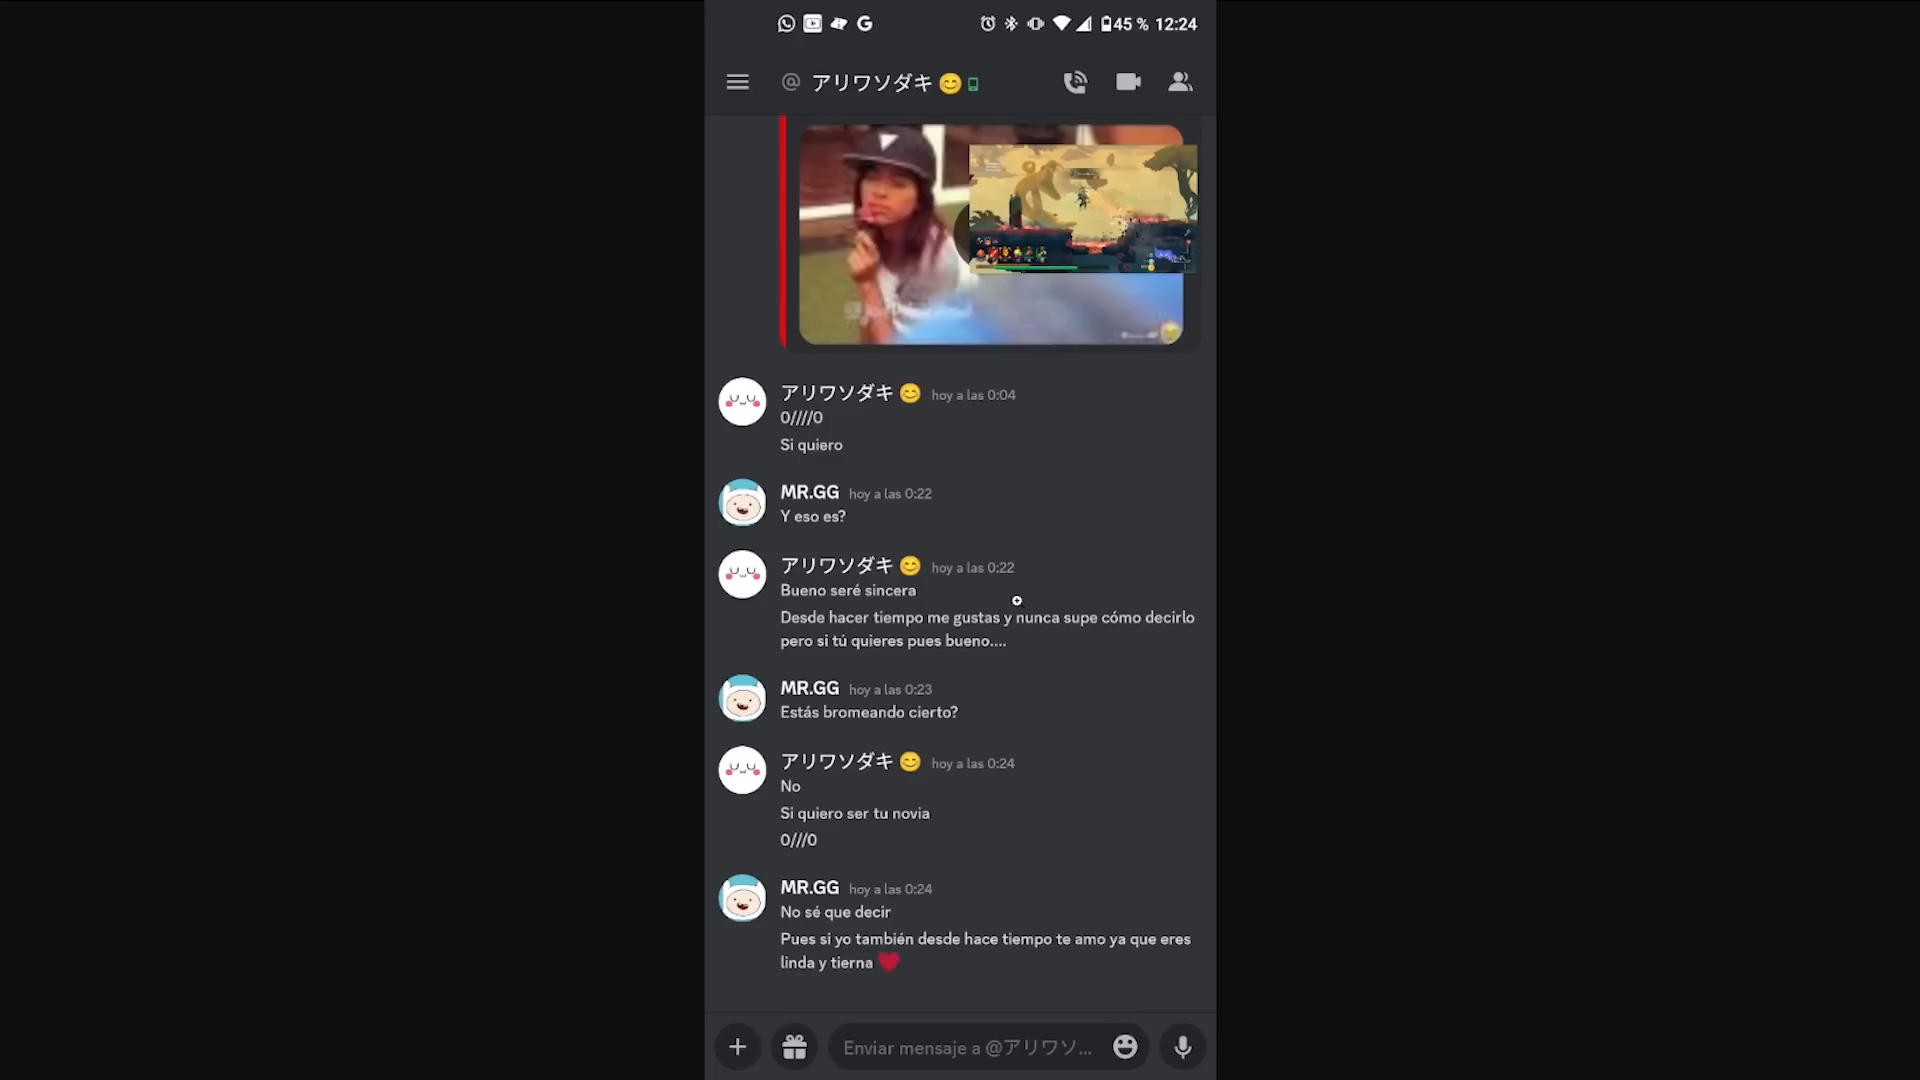 45 % 12:24
@ アリワソダキ 😊
アリワソダキ 😊 hoy a las 0:04
0////0
Si quiero
MR.GG hoy a las 0:22
Y eso es?
アリワソダキ 😊 hoy a las 0:22
Bueno seré sincera
Desde hacer tiempo me gustas y nunca supe cómo decirlo
pero si tú quieres pues bueno....
MR.GG hoy a las 0:23
Estás bromeando cierto?
アリワソダキ 😊 hoy a las 0:24
No
Si quiero ser tu novia
0///0
MR.GG hoy a las 0:24
No sé que decir
Pues si yo también desde hace tiempo te amo ya que eres
linda y tierna ❤️
Enviar mensaje a @アリワソ...